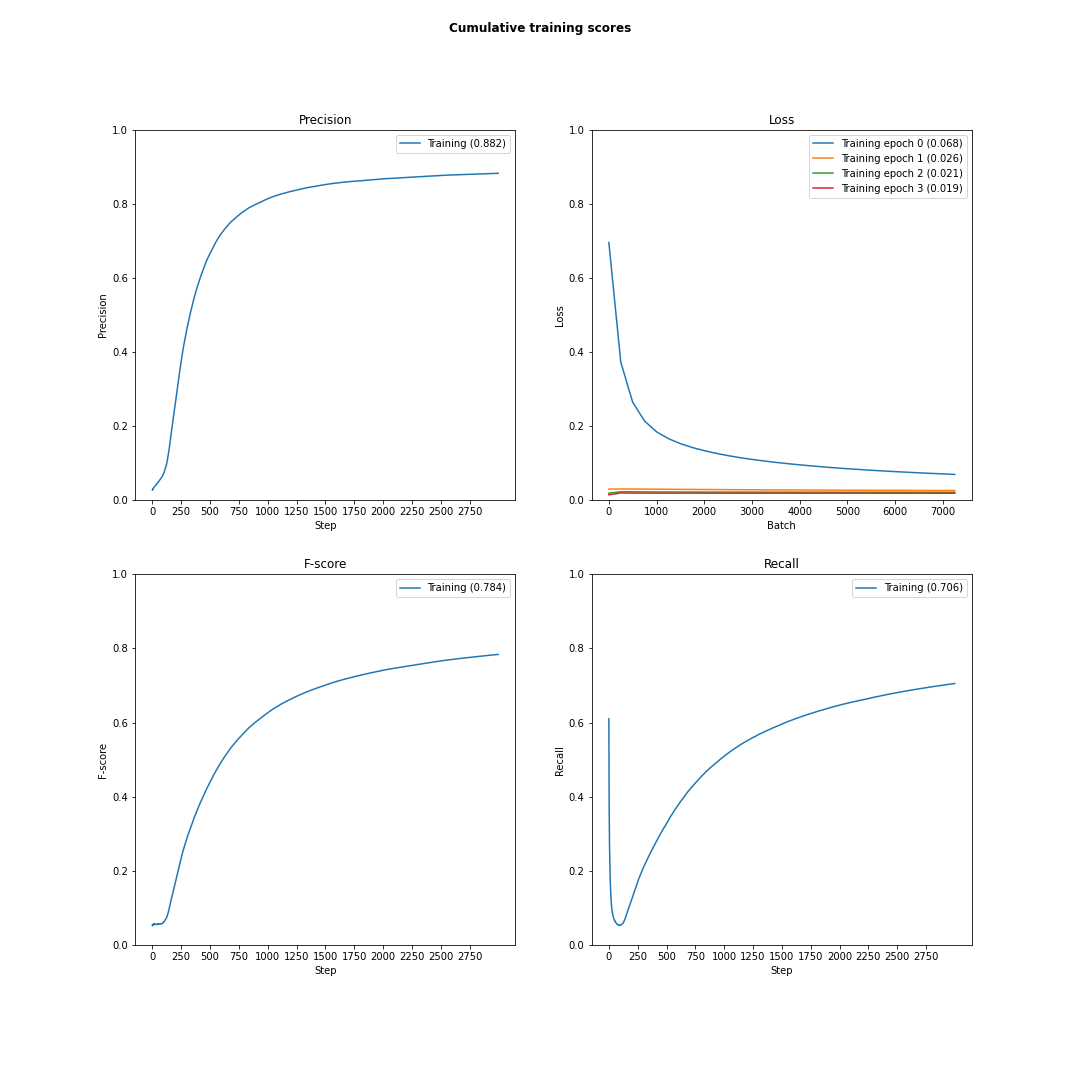 Cumulative training scores
Precision
Training (0.882)
1.0
0.8
0.6
0.4
0.2
0.0
Precision
0 250 500 750 1000 1250 1500 1750 2000 2250 2500 2750
Step
Loss
Training epoch 0 (0.068)
Training epoch 1 (0.026)
Training epoch 2 (0.021)
Training epoch 3 (0.019)
1.0
0.8
0.6
0.4
0.2
0.0
Loss
0 1000 2000 3000 4000 5000 6000 7000
Batch
F-score
Training (0.784)
1.0
0.8
0.6
0.4
0.2
0.0
F-score
0 250 500 750 1000 1250 1500 1750 2000 2250 2500 2750
Step
Recall
Training (0.706)
1.0
0.8
0.6
0.4
0.2
0.0
Recall
0 250 500 750 1000 1250 1500 1750 2000 2250 2500 2750
Step